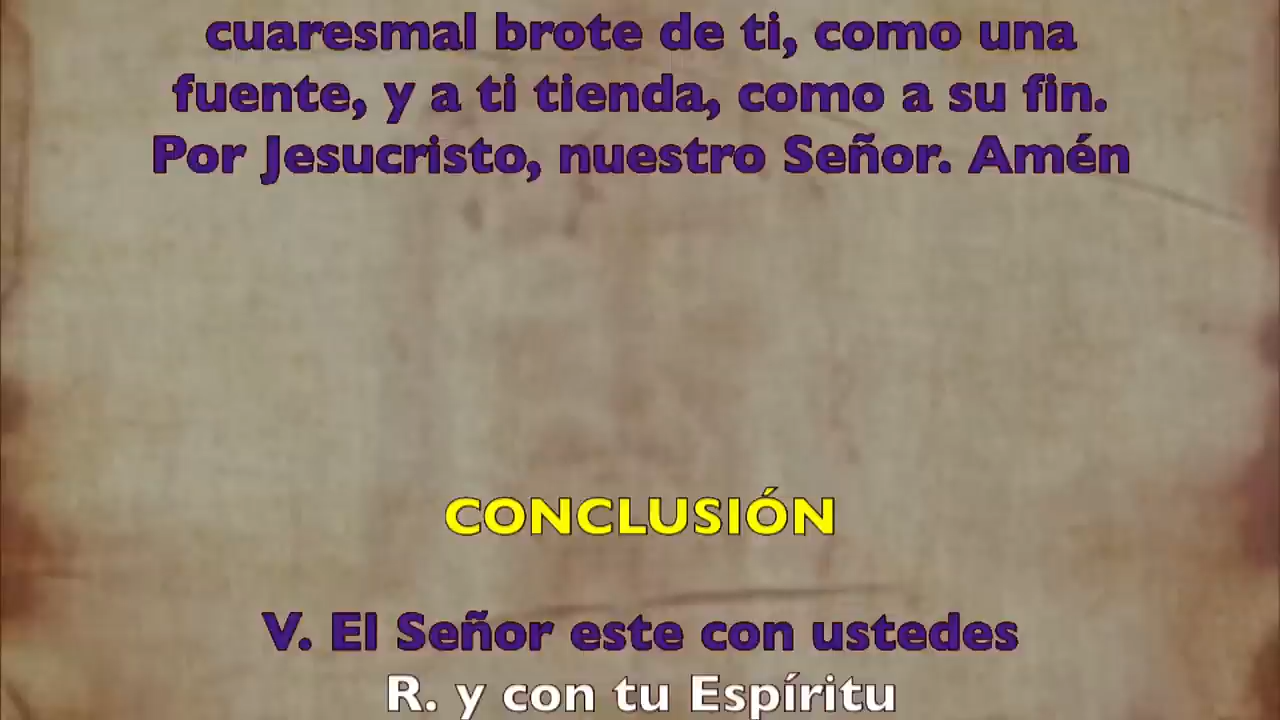 cuaresmal brote de ti, como una
fuente, y a ti tienda, como a su fin.
Por Jesucristo, nuestro Señor. Amén
CONCLUSIÓN
V. El Señor este con ustedes
R. y con tu Espíritu